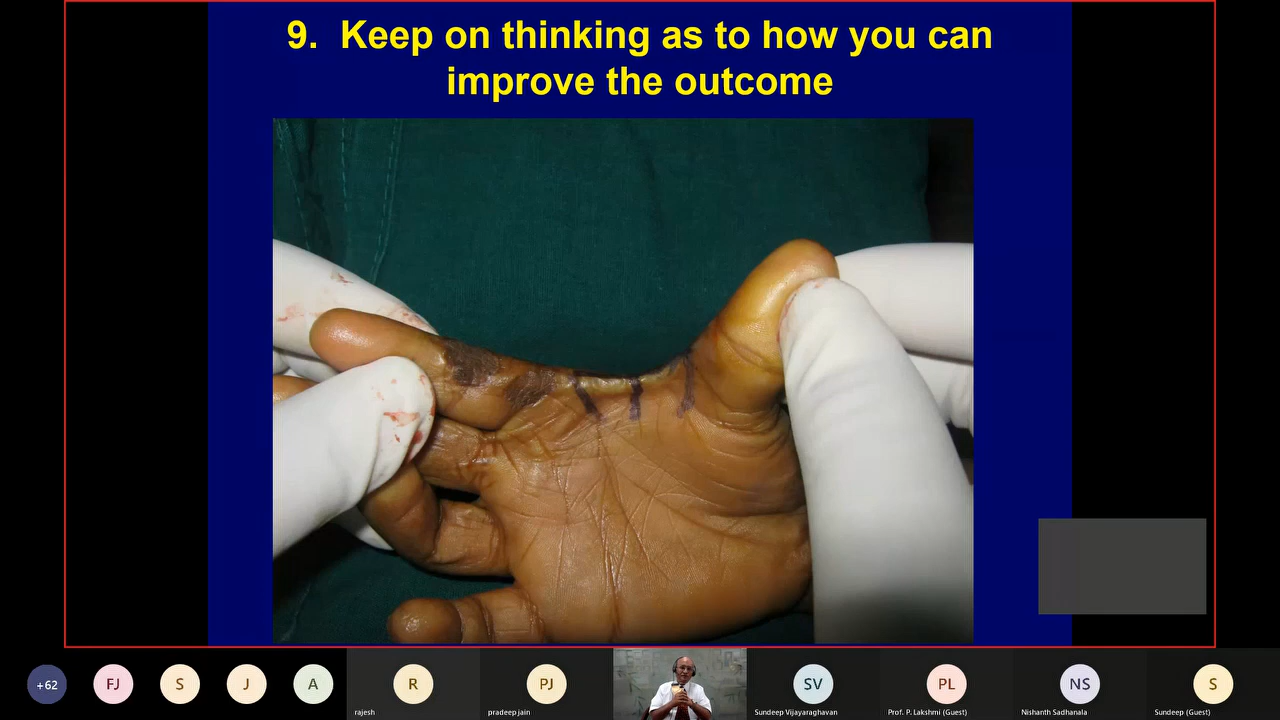 9. Keep on thinking as to how you can
improve the outcome
+62
FJ
S
J
A
R
PJ
SV
PL
NS
S
rajesh
pradeep jain
Sundeep Vijayaraghavan
Prof. P. Lakshmi (Guest)
Nishanth Sadhanala
Sundeep (Guest)